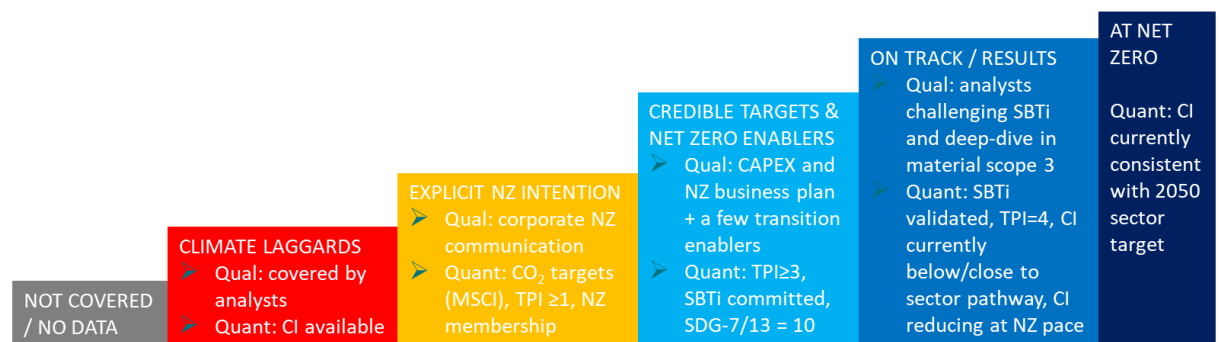 NOT COVERED
/ NO DATA
CLIMATE LAGGARDS
Qual: covered by
analysts
Quant: CI available
EXPLICIT NZ INTENTION
Qual: corporate NZ
communication
Quant: CO₂ targets
(MSCI), TPI ≥1, NZ
membership
CREDIBLE TARGETS &
NET ZERO ENABLERS
Qual: CAPEX and
NZ business plan
+ a few transition
enablers
Quant: TPI≥3,
SBTi committed,
SDG-7/13 = 10
ON TRACK / RESULTS
Qual: analysts
challenging SBTi
and deep-dive in
material scope 3
Quant: SBTi
validated, TPI=4, CI
currently
below/close to
sector pathway, CI
reducing at NZ pace
AT NET
ZERO
Quant: CI
currently
consistent
with 2050
sector
target